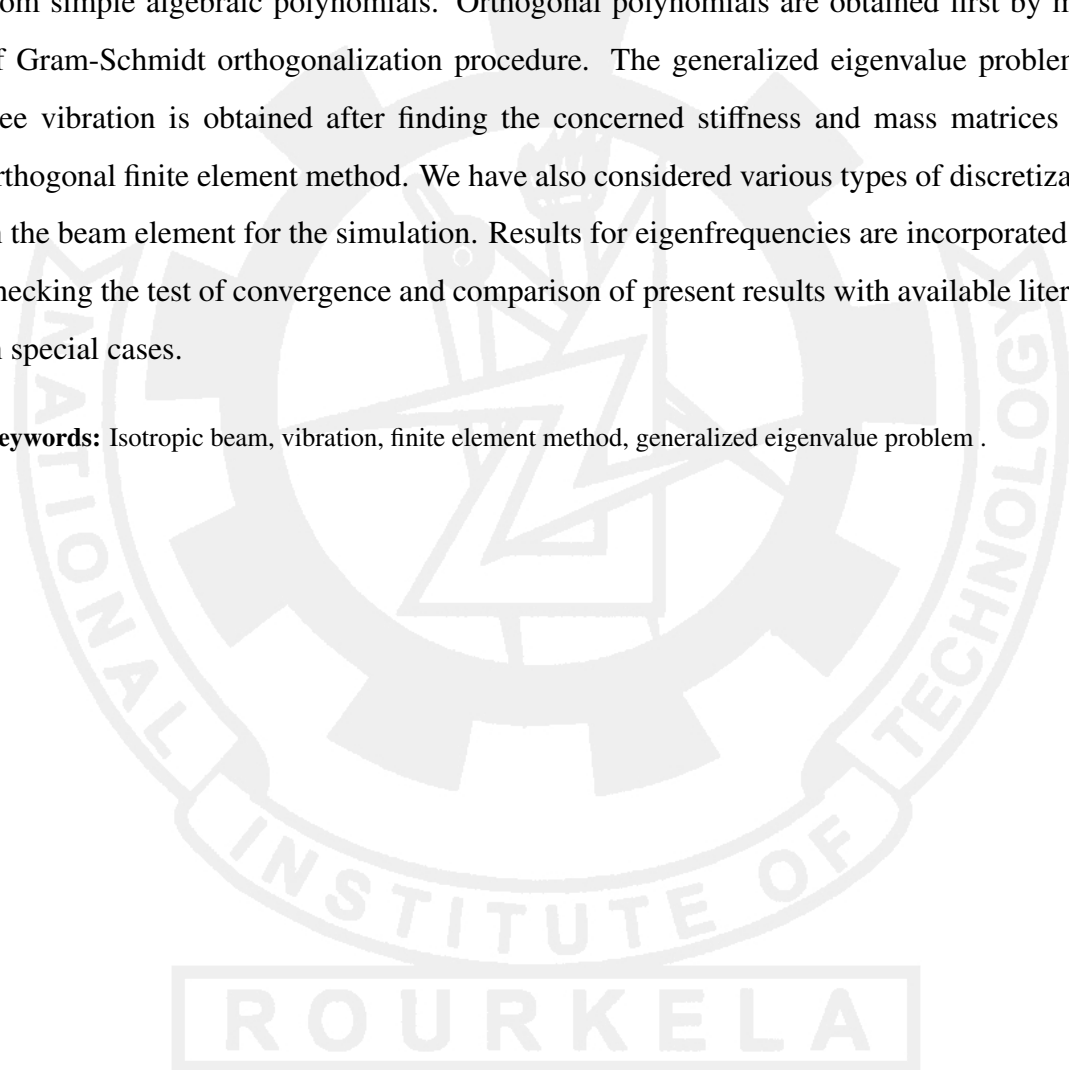 om simple algebraic polynomials. Orthogonal polynomials are obtained first by m
f Gram-Schmidt orthogonalization procedure. The generalized eigenvalue problem
ee vibration is obtained after finding the concerned stiffness and mass matrices
rthogonal finite element method. We have also considered various types of discretiza
n the beam element for the simulation. Results for eigenfrequencies are incorporated
hecking the test of convergence and comparison of present results with available liter
n special cases.
eywords: Isotropic beam, vibration, finite element method, generalized eigenvalue problem .
NATIONAL INSTITUTE OF TECHNOLOGY
ROURKELA